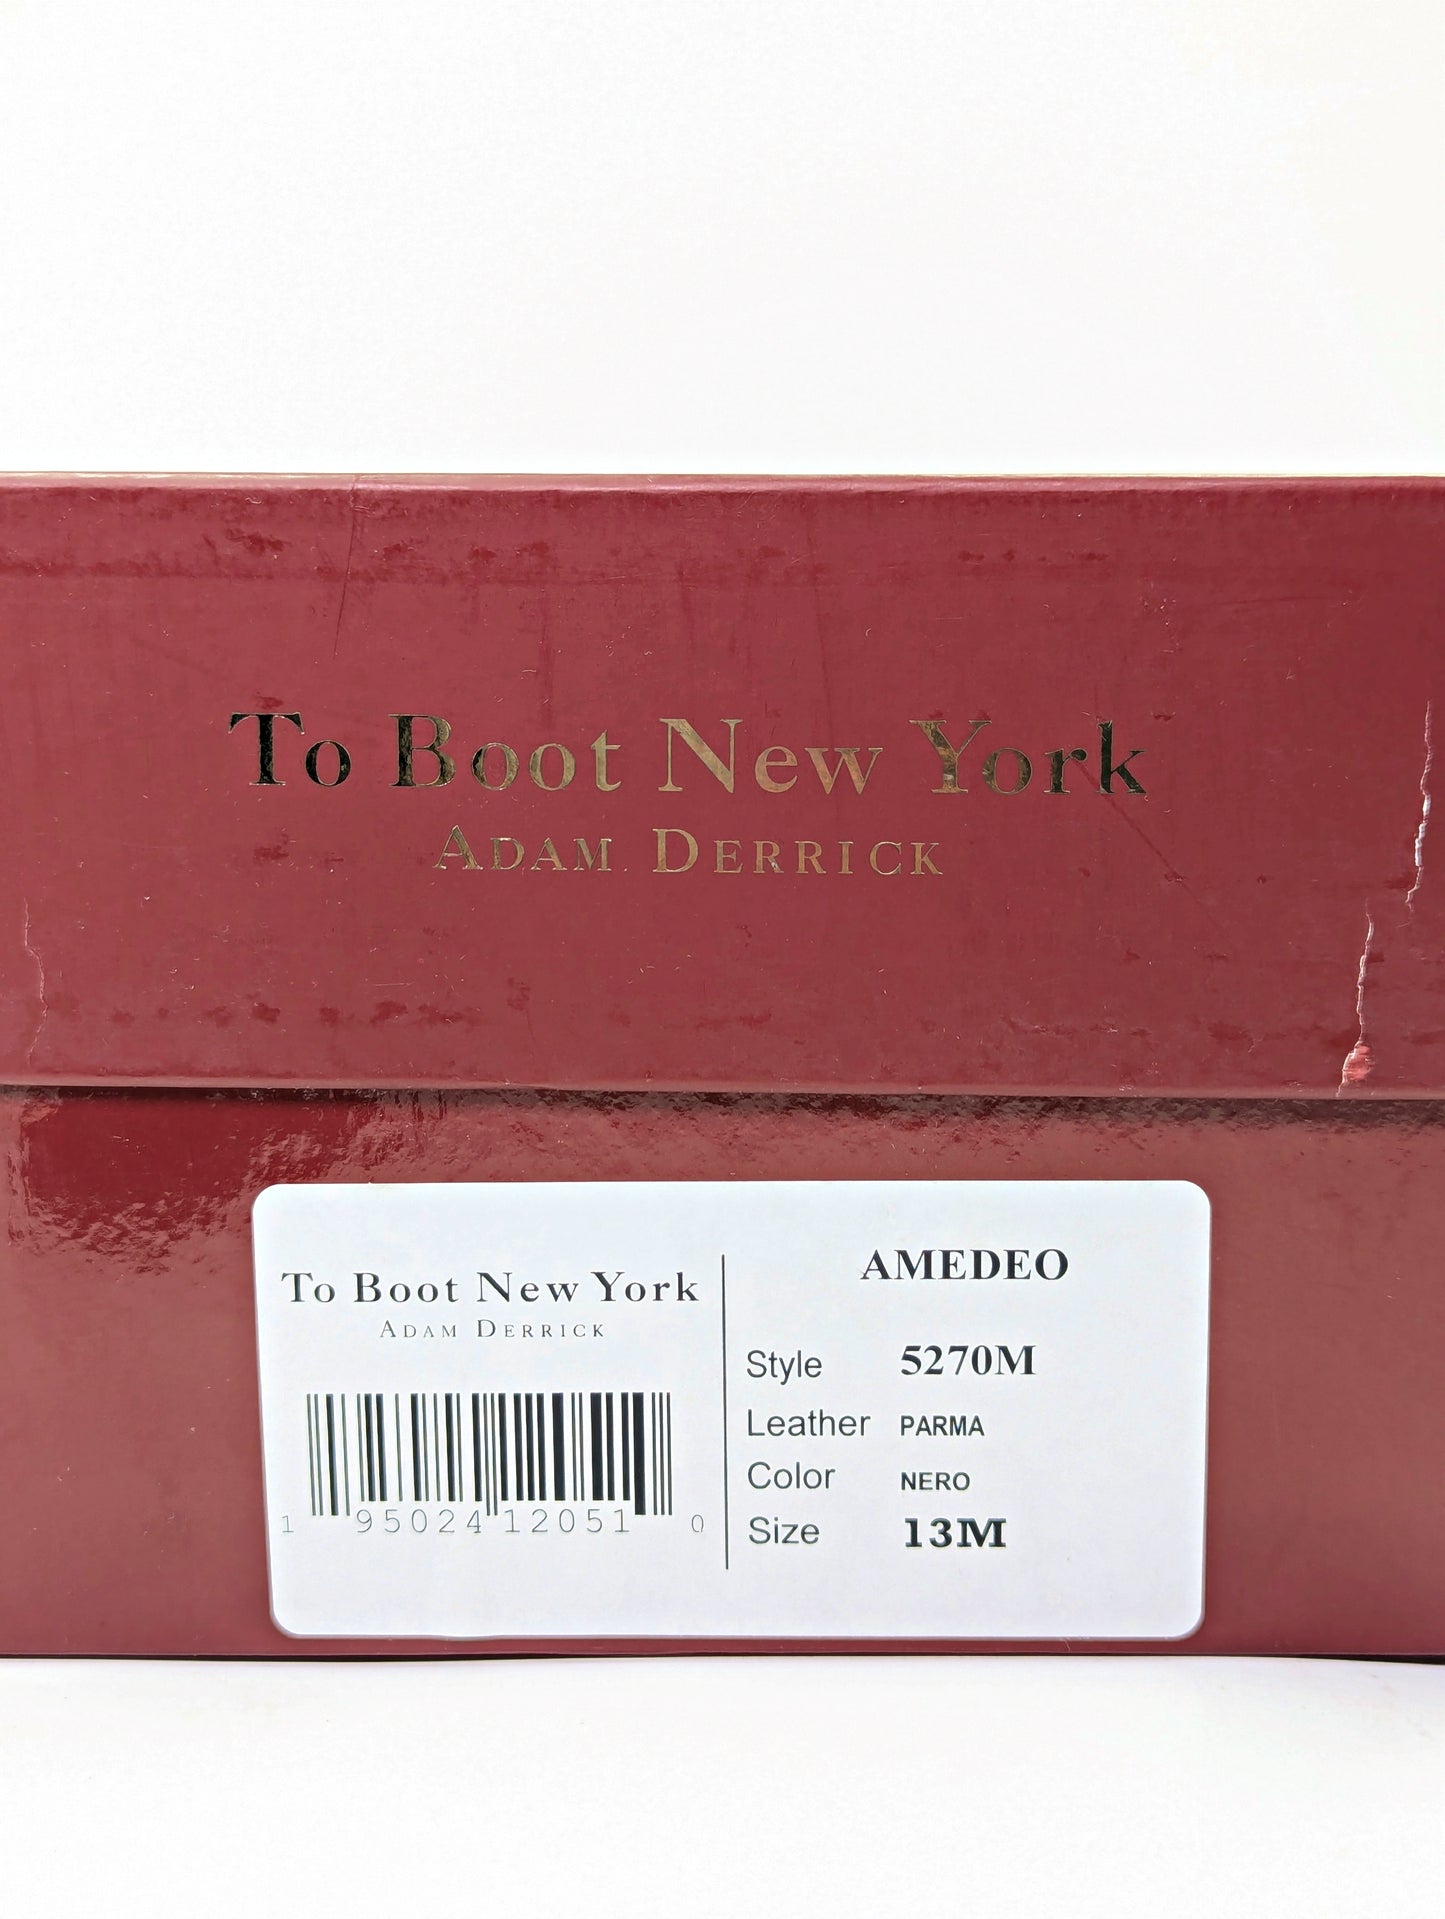 To Boot New York
ADAM DERRICK
To Boot New York
ADAM DERRICK
1 95024 12051 0
AMEDEO
Style 5270M
Leather PARMA
Color NERO
Size 13M